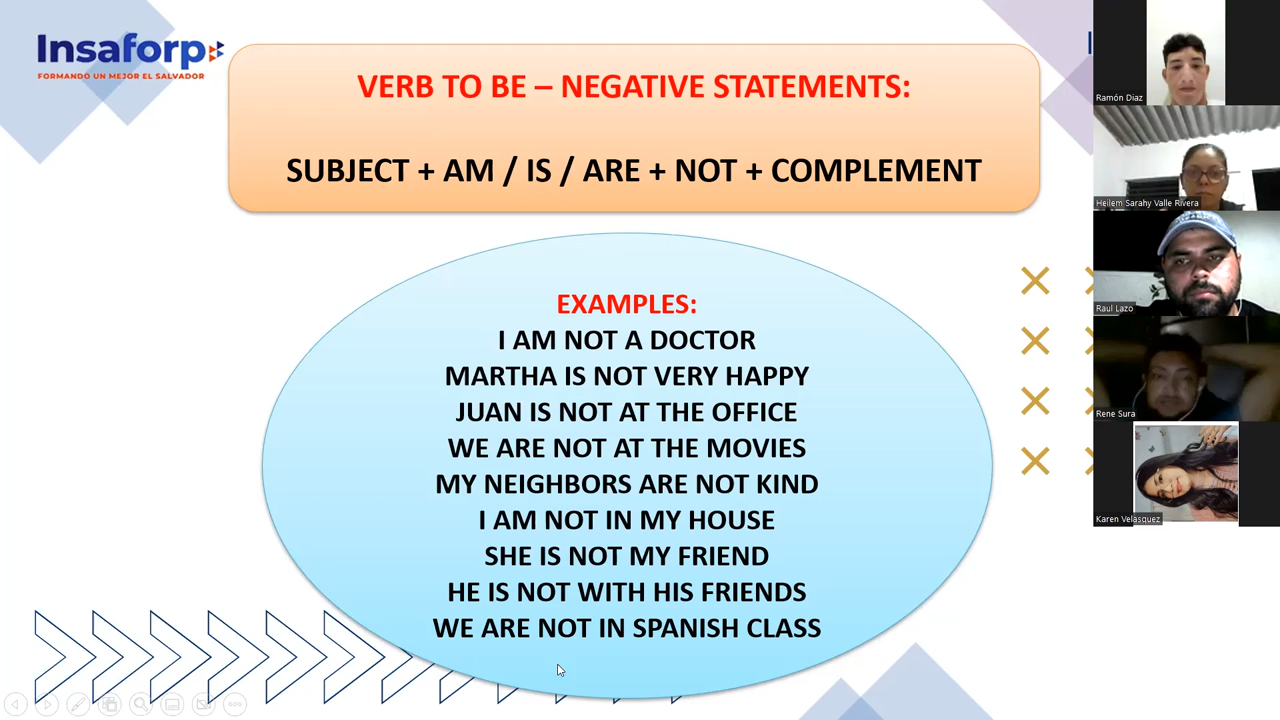 Insaforp
FORMANDO UN MEJOR EL SALVADOR
VERB TO BE – NEGATIVE STATEMENTS:
SUBJECT + AM / IS / ARE + NOT + COMPLEMENT
EXAMPLES:
I AM NOT A DOCTOR
MARTHA IS NOT VERY HAPPY
JUAN IS NOT AT THE OFFICE
WE ARE NOT AT THE MOVIES
MY NEIGHBORS ARE NOT KIND
I AM NOT IN MY HOUSE
SHE IS NOT MY FRIEND
HE IS NOT WITH HIS FRIENDS
WE ARE NOT IN SPANISH CLASS
Ramón Diaz
Heilem Sarahy Valle Rivera
Raul Lazo
Rene Sura
Karen Velasquez